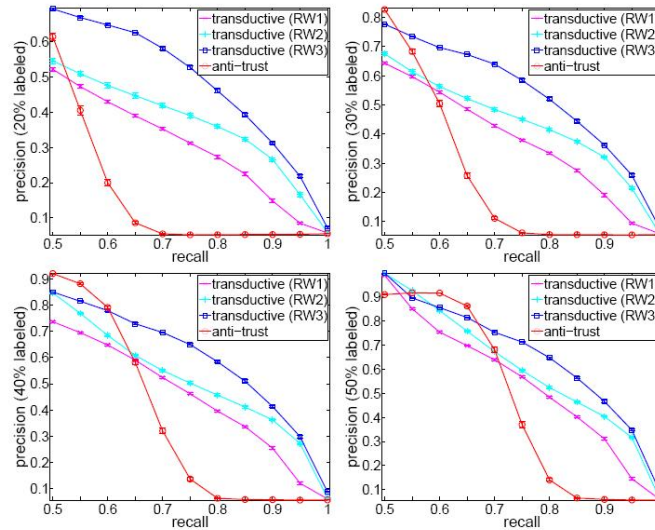 precision (20% labeled)
0.6
0.5
0.4
0.3
0.2
0.1
transductive (RW1)
transductive (RW2)
transductive (RW3)
anti-trust
0.5 0.6 0.7 0.8 0.9 1
recall
precision (30% labeled)
0.8
0.7
0.6
0.5
0.4
0.3
0.2
0.1
transductive (RW1)
transductive (RW2)
transductive (RW3)
anti-trust
0.5 0.6 0.7 0.8 0.9
recall
precision (40% labeled)
0.9
0.8
0.7
0.6
0.5
0.4
0.3
0.2
0.1
transductive (RW1)
transductive (RW2)
transductive (RW3)
anti-trust
0.5 0.6 0.7 0.8 0.9 1
recall
precision (50% labeled)
0.9
0.8
0.7
0.6
0.5
0.4
0.3
0.2
0.1
transductive (RW1)
transductive (RW2)
transductive (RW3)
anti-trust
0.5 0.6 0.7 0.8 0.9
recall